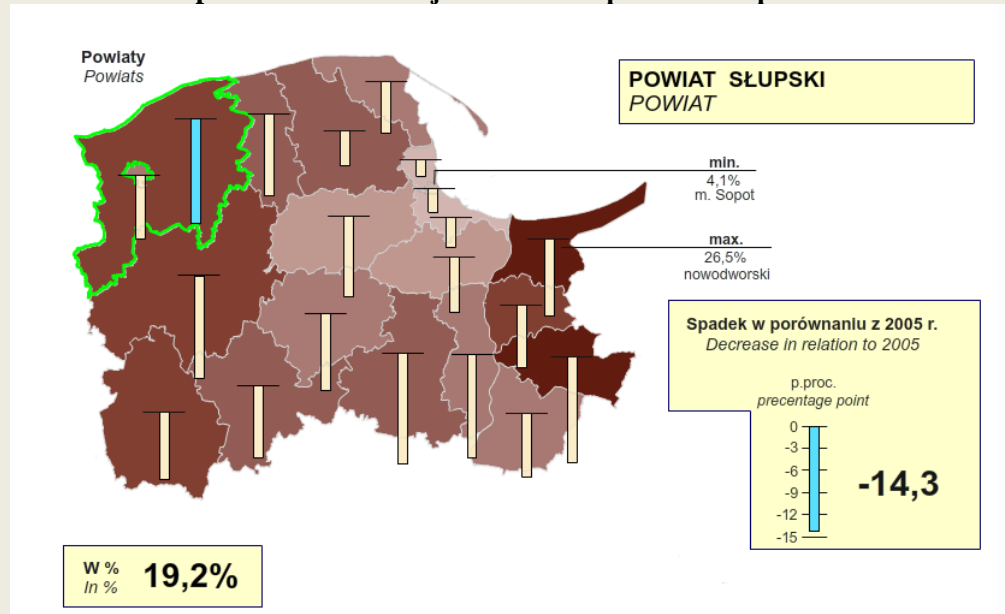 Powiaty
Powiats
POWIAT SŁUPSKI
POWIAT
min.
4,1%
m. Sopot
max.
26,5%
nowodworski
Spadek w porównaniu z 2005 r.
Decrease in relation to 2005
p.proc.
precentage point
0
-3
-6
-9
-12
-15
-14,3
W %
In %
19,2%